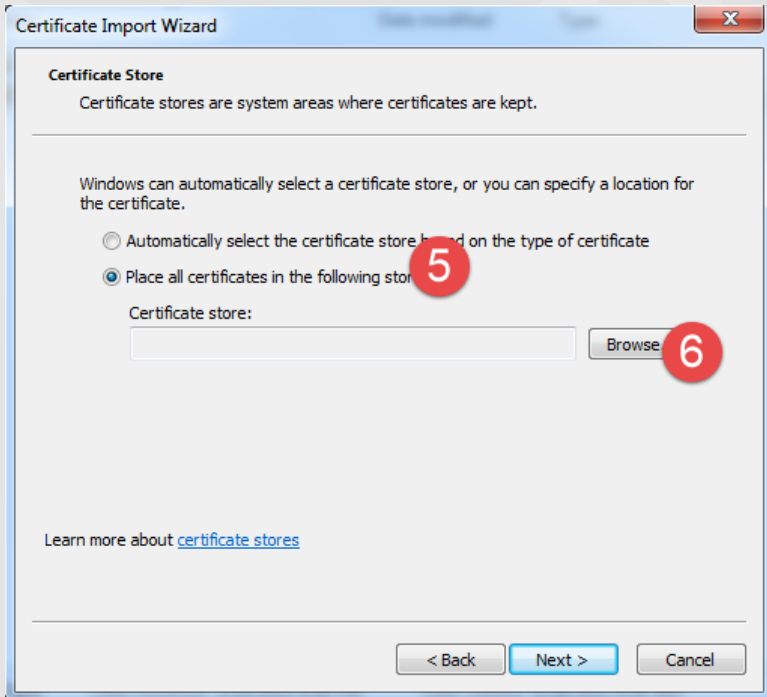 Certificate Import Wizard
Certificate Store
Certificate stores are system areas where certificates are kept.
Windows can automatically select a certificate store, or you can specify a location for
the certificate.
Automatically select the certificate store on the type of certificate
Place all certificates in the following
5
Certificate store:
Browse
6
Learn more about certificate stores
< Back
Next >
Cancel